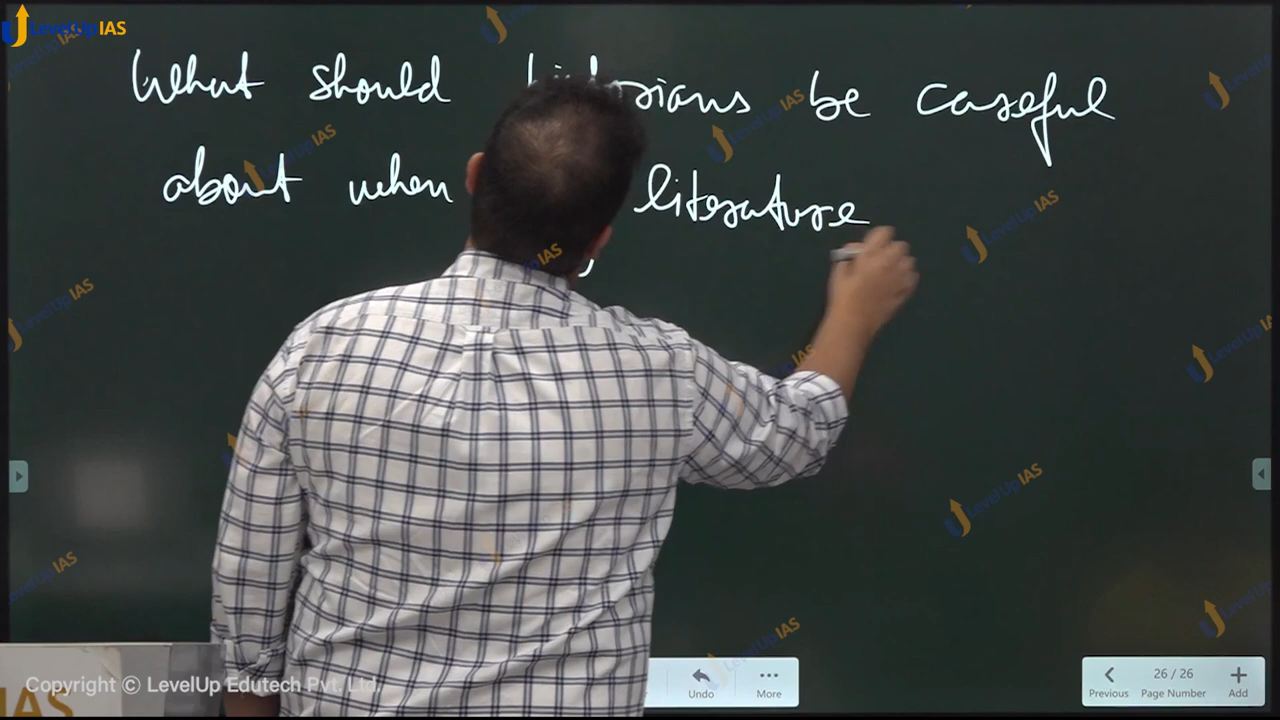 LevelUp IAS
What should historians be careful
about when literature
Copyright © LevelUp Edutech Pvt. Ltd.
Undo
More
Previous
26 / 26
Page Number
Add